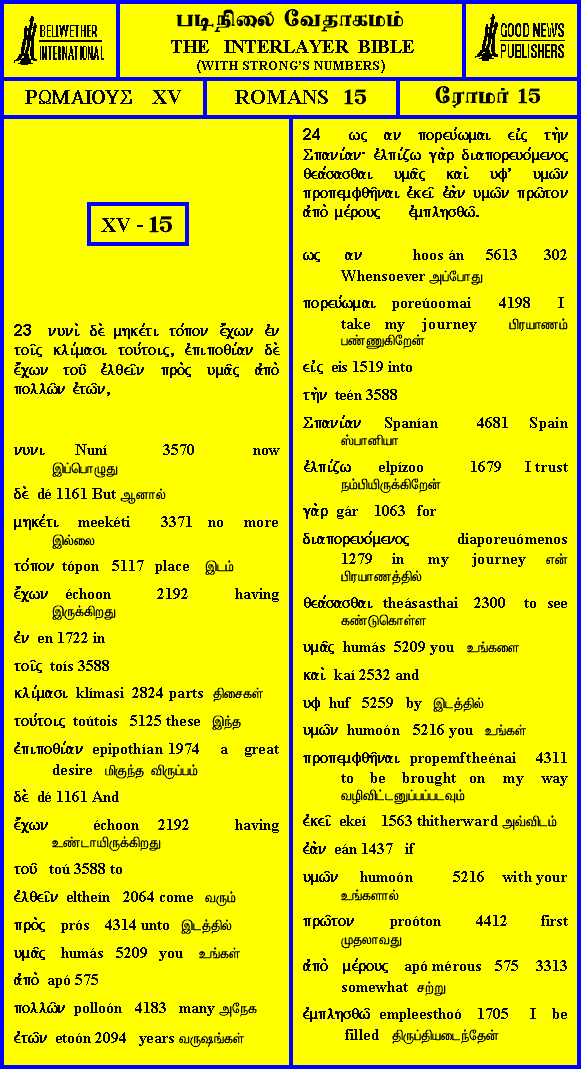 BELLWETHER
INTERNATIONAL
படிநிலை வேதாகமம்
THE INTERLAYER BIBLE
(WITH STRONG'S NUMBERS)
GOOD NEWS
PUBLISHERS
ΡΩΜΑΙΟΥΣ XV
ROMANS 15
ரோமர் 15
XV - 15
23 νυνὶ δὲ μηκέτι τόπον ἔχων ἐν
τοῖς κλίμασι τούτοις, ἐπιποθίαν δὲ
ἔχων τοῦ ἐλθεῖν πρὸς υμᾶς ἀπὸ
πολλῶν ἐτῶν,
νυνι Nuní 3570 now
இப்பொழுது
δὲ dé 1161 But ஆனால்
μηκέτι meekéti 3371 no more
இல்லை
τόπον tópon 5117 place இடம்
ἔχων échoon 2192 having
இருக்கிறது
ἐν en 1722 in
τοῖς toís 3588
κλίμασι klímasi 2824 parts திசைகள்
τούτοις toútois 5125 these இந்த
ἐπιποθίαν epipothían 1974 a great
desire மிகுந்த விருப்பம்
δὲ dé 1161 And
ἔχων échoon 2192 having
உண்டாயிருக்கிறது
τοῦ toú 3588 to
ἐλθεῖν eltheín 2064 come வரும்
πρὸς prós 4314 unto இடத்தில்
υμᾶς humás 5209 you உங்கள்
ἀπὸ apó 575
πολλῶν polloón 4183 many அநேக
ἐτῶν etoón 2094 years வருஷங்கள்
24 ως αν πορεύωμαι εἰς τὴν
Σπανίαν· ἐλπίζω γὰρ διαπορευόμενος
θεάσασθαι υμᾶς καὶ υφ’ υμῶν
προπεμφθῆναι ἐκεῖ ἐὰν υμῶν πρῶτον
ἀπὸ μέρους ἐμπλησθῶ.
ως αν hoos án 5613 302
Whensoever அப்போது
πορεύωμαι poreúoomai 4198 I
take my journey பிரயாணம்
பண்ணுகிறேன்
εἰς eis 1519 into
τὴν teén 3588
Σπανίαν Spanían 4681 Spain
ஸ்பானியா
ἐλπίζω elpízoo 1679 I trust
நம்பியிருக்கிறேன்
γὰρ gár 1063 for
διαπορευόμενος diaporeuómenos
1279 in my journey என்
பிரயாணத்தில்
θεάσασθαι theásasthai 2300 to see
கண்டுகொள்ள
υμᾶς humás 5209 you உங்களை
καὶ kaí 2532 and
υφ huf 5259 by இடத்தில்
υμῶν humoón 5216 you உங்கள்
προπεμφθῆναι propemftheénai 4311
to be brought on my way
வழிவிட்டனுப்பப்படவும்
ἐκεῖ ekeí 1563 thitherward அவ்விடம்
ἐὰν eán 1437 if
υμῶν humoón 5216 with your
உங்களால்
πρῶτον proóton 4412 first
முதலாவது
ἀπὸ μέρους apó mérous 575 3313
somewhat சற்று
ἐμπλησθῶ empleesthoó 1705 I be
filled திருப்தியடைந்தேன்